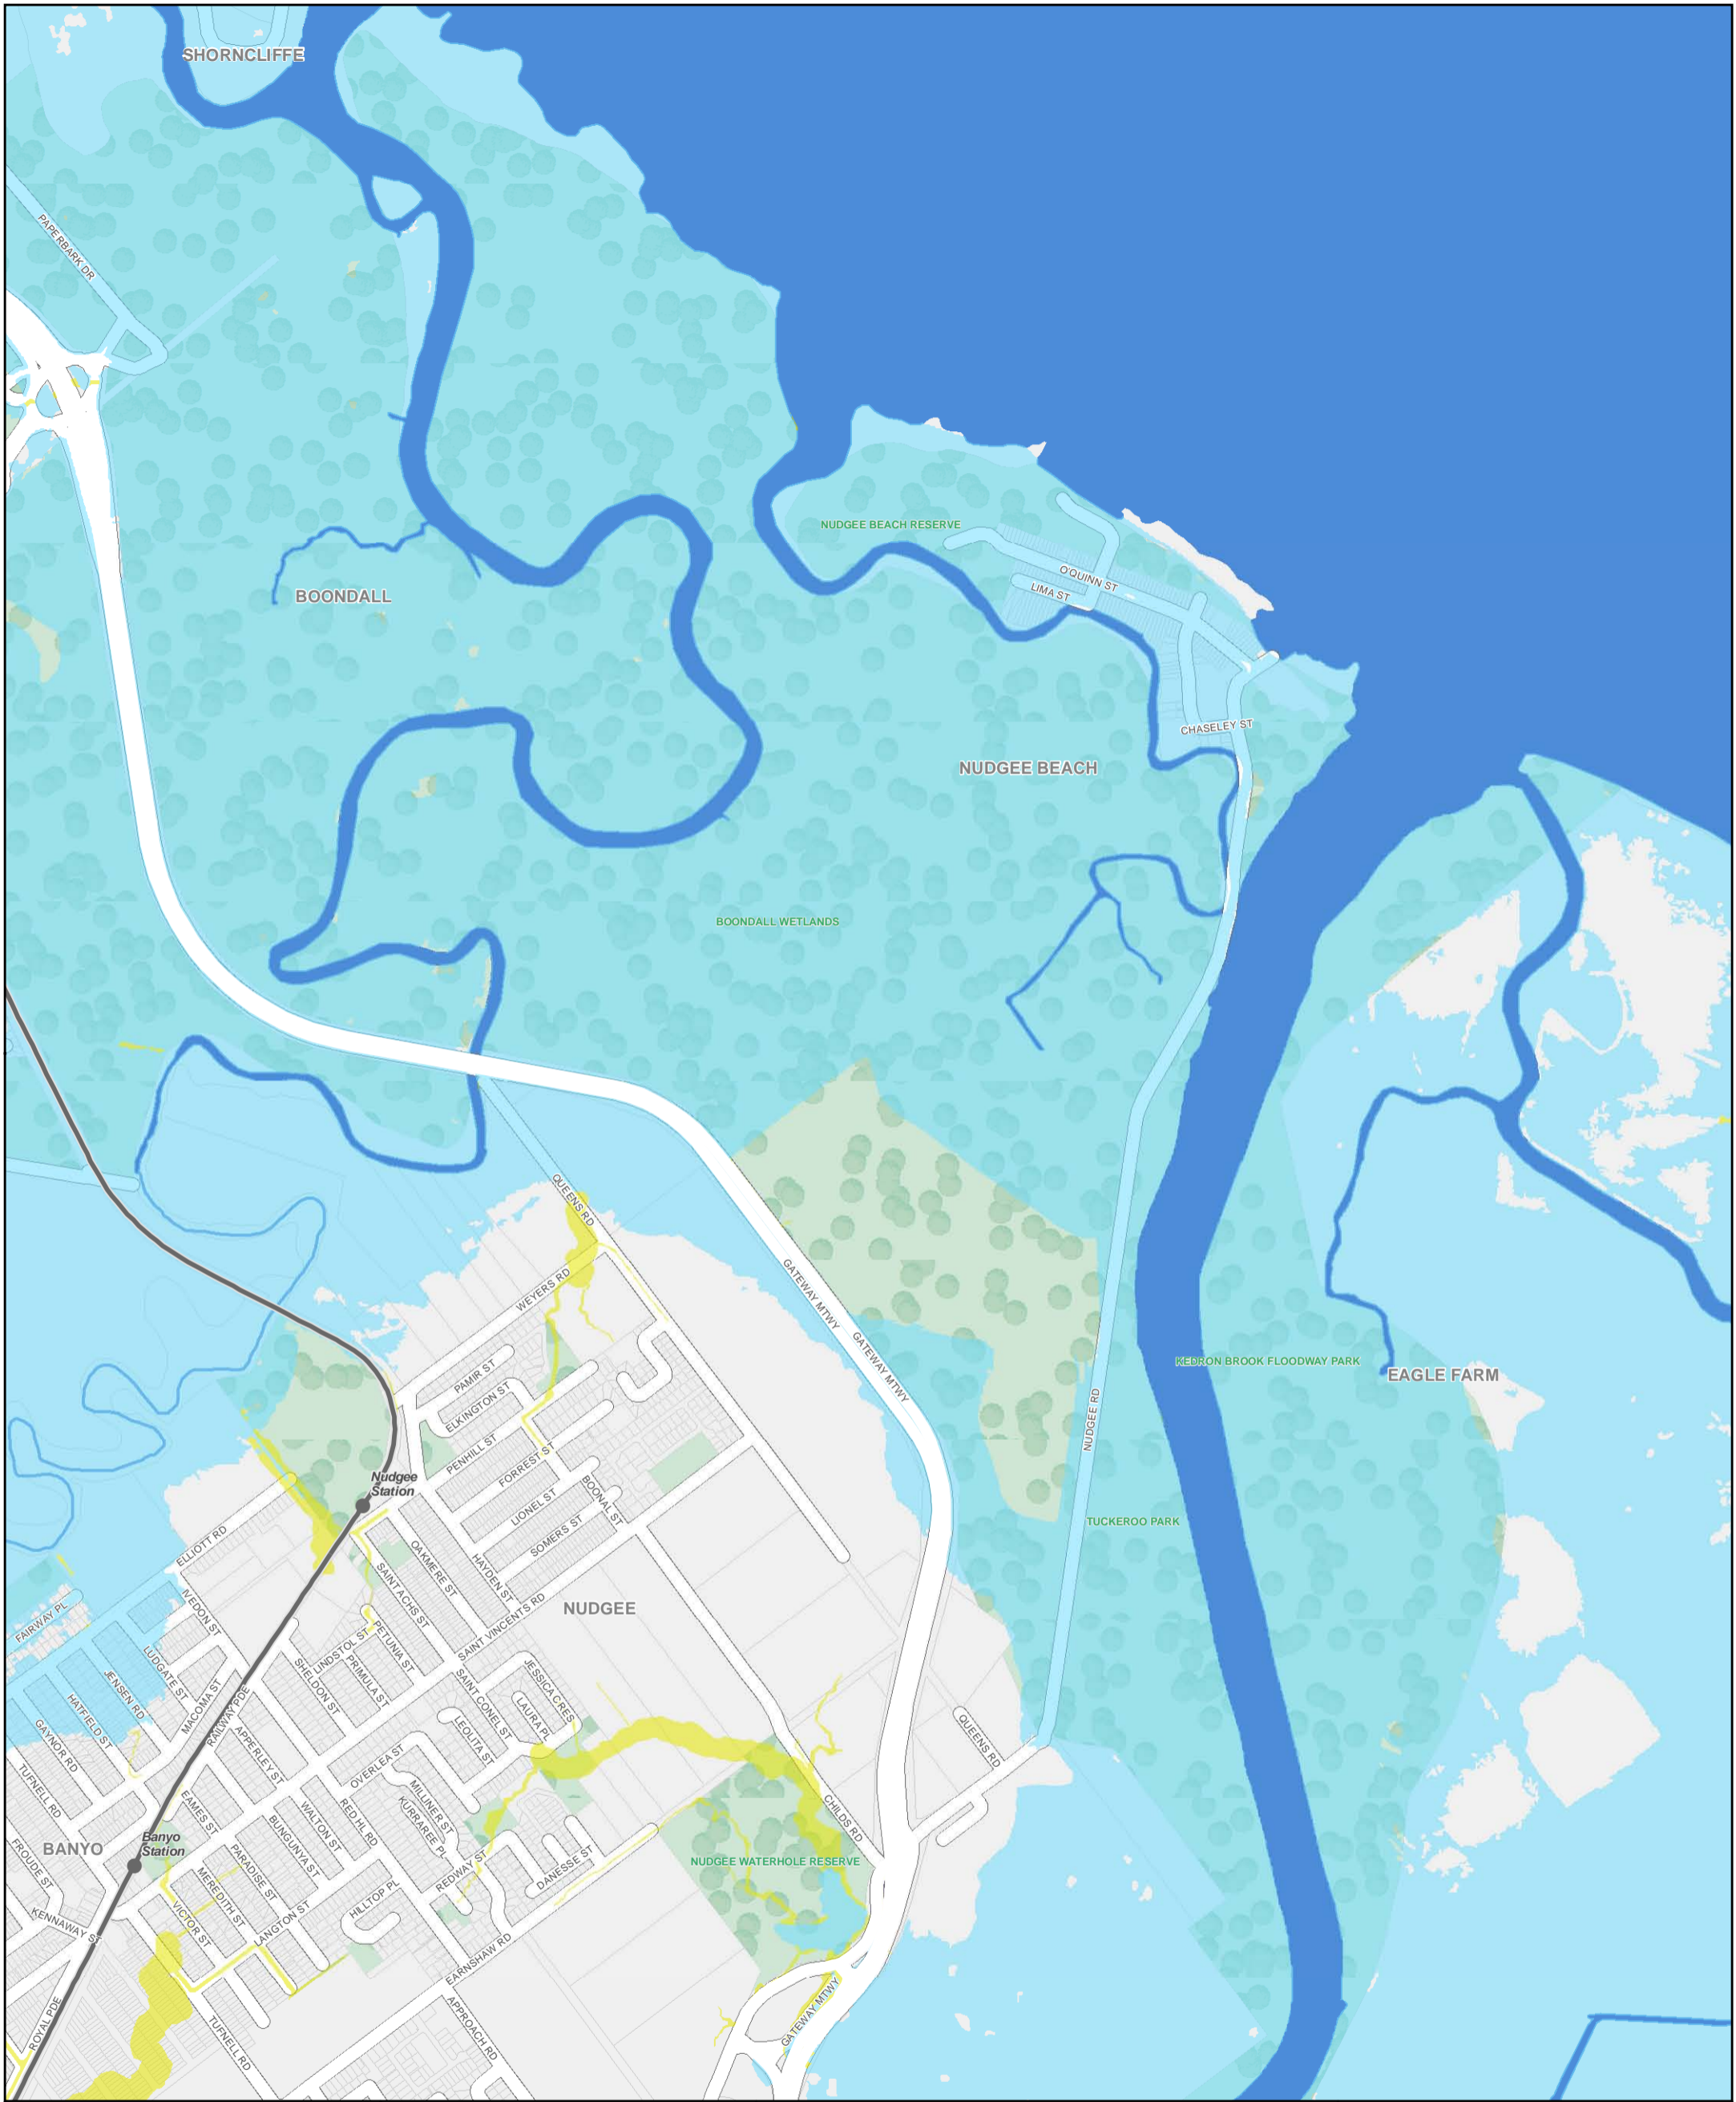 SHORNCLIFFE
PAPERBARK DR
NUDGEE BEACH RESERVE
O'QUINN ST
LIMA ST
BOONDALL
CHASELEY ST
NUDGEE BEACH
BOONDALL WETLANDS
QUEENS RD
WEYERS RD
GATEWAY MTWY
GATEWAY MTWY
KEDRON BROOK FLOODWAY PARK
EAGLE FARM
PAMIR ST
ELKINGTON ST
PENHILL ST
FORREST ST
NUDGEE RD
Nudgee
Station
LIONEL ST
BOONAL ST
SOMERS ST
TUCKEROO PARK
ELLIOTT RD
OAKMERE ST
HAYDEN ST
SAINT ACHS ST
NUDGEE
FAIRWAY PL
IVEDON ST
SAINT VINCENTS RD
LINDSTOL ST
PETUNIA ST
PRIMULA ST
SHELDON ST
LUDGATE ST
JENSEN RD
MACOMA ST
HATFIELD ST
GAYNOR RD
RAILWAY PDE
SAINT CONEL ST
JESSICA CRES
LAURA PL
LEOLITA ST
QUEENS RD
APPERLEY ST
OVERLEA ST
TUFNELL RD
MILLINER ST
KURRAREE PL
REDHL RD
WALTON ST
EAMES ST
BUNGUNYA ST
CHILDS RD
BANYO
Banyo
Station
PARADISE ST
MEREDITH ST
FROUDE ST
REDWAY ST
DANESSE ST
NUDGEE WATERHOLE RESERVE
HILLTOP PL
VICTOR ST
LANGTON ST
KENNAWAY ST
EARNSHAW RD
GATEWAY MTWY
ROYAL PDE
TUFNELL RD
APPROACH RD